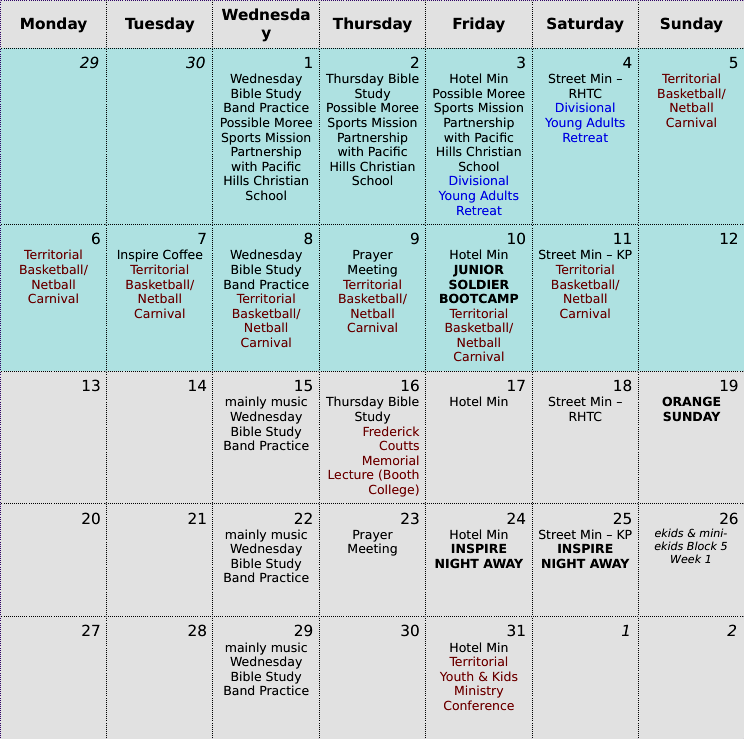 Monday
Tuesday
Wednesda
y
Thursday
Friday
Saturday
Sunday
29
30
1
Wednesday
Bible Study
Band Practice
Possible Moree
Sports Mission
Partnership
with Pacific
Hills Christian
School
2
Thursday Bible
Study
Possible Moree
Sports Mission
Partnership
with Pacific
Hills Christian
School
3
Hotel Min
Possible Moree
Sports Mission
Partnership
with Pacific
Hills Christian
School
Divisional
Young Adults
Retreat
4
Street Min –
RHTC
Divisional
Young Adults
Retreat
5
Territorial
Basketball/
Netball
Carnival
6
Territorial
Basketball/
Netball
Carnival
7
Inspire Coffee
Territorial
Basketball/
Netball
Carnival
8
Wednesday
Bible Study
Band Practice
Territorial
Basketball/
Netball
Carnival
9
Prayer
Meeting
Territorial
Basketball/
Netball
Carnival
10
Hotel Min
JUNIOR
SOLDIER
BOOTCAMP
Territorial
Basketball/
Netball
Carnival
11
Street Min – KP
Territorial
Basketball/
Netball
Carnival
12
13
14
15
mainly music
Wednesday
Bible Study
Band Practice
16
Thursday Bible
Study
Frederick
Coutts
Memorial
Lecture (Booth
College)
17
Hotel Min
18
Street Min –
RHTC
19
ORANGE
SUNDAY
20
21
22
mainly music
Wednesday
Bible Study
Band Practice
23
Prayer
Meeting
24
Hotel Min
INSPIRE
NIGHT AWAY
25
Street Min – KP
INSPIRE
NIGHT AWAY
26
ekids & mini-
ekids Block 5
Week 1
27
28
29
mainly music
Wednesday
Bible Study
Band Practice
30
31
Hotel Min
Territorial
Youth & Kids
Ministry
Conference
1
2